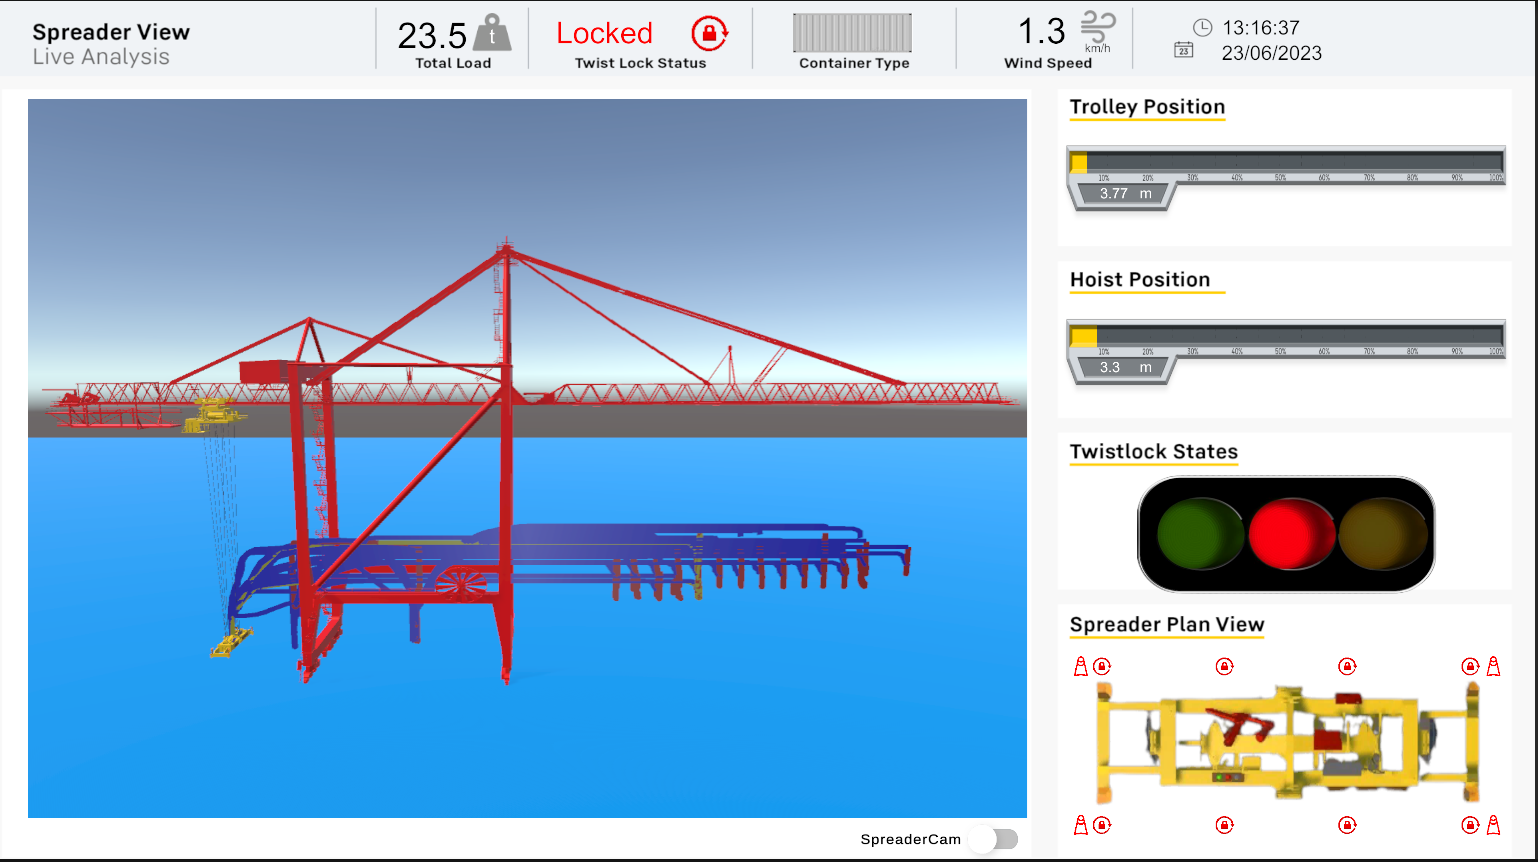 Spreader View
Live Analysis
23.5 t
Total Load
Locked
Twist Lock Status
Container Type
1.3 km/h
Wind Speed
13:16:37
23
23/06/2023
Trolley Position
10% 20% 30% 40% 50% 60% 70% 80% 90% 100%
3.77 m
Hoist Position
10% 20% 30% 40% 50% 60% 70% 80% 90% 100%
3.3 m
Twistlock States
Spreader Plan View
SpreaderCam